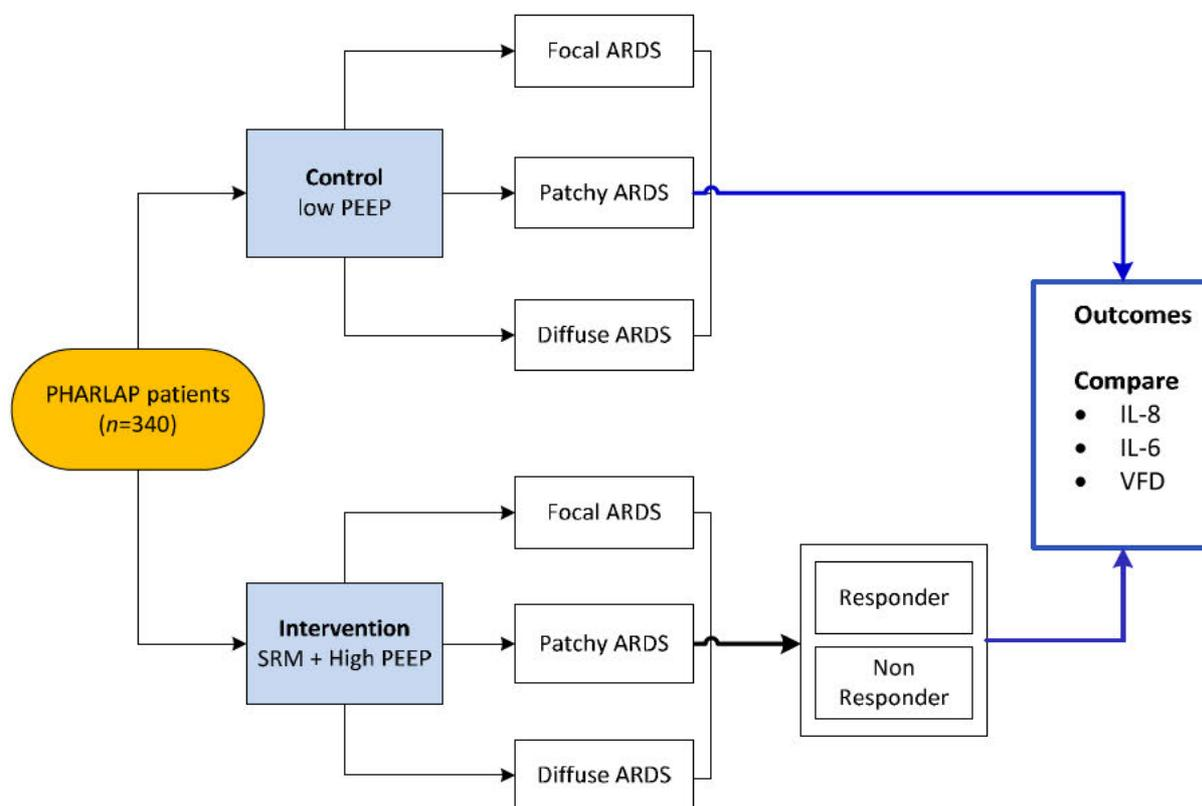 Focal ARDS
Control
low PEEP
Patchy ARDS
Diffuse ARDS
PHARLAP patients
(n=340)
Outcomes
Compare
• IL-8
• IL-6
• VFD
Focal ARDS
Intervention
SRM + High PEEP
Patchy ARDS
Diffuse ARDS
Responder
Non
Responder